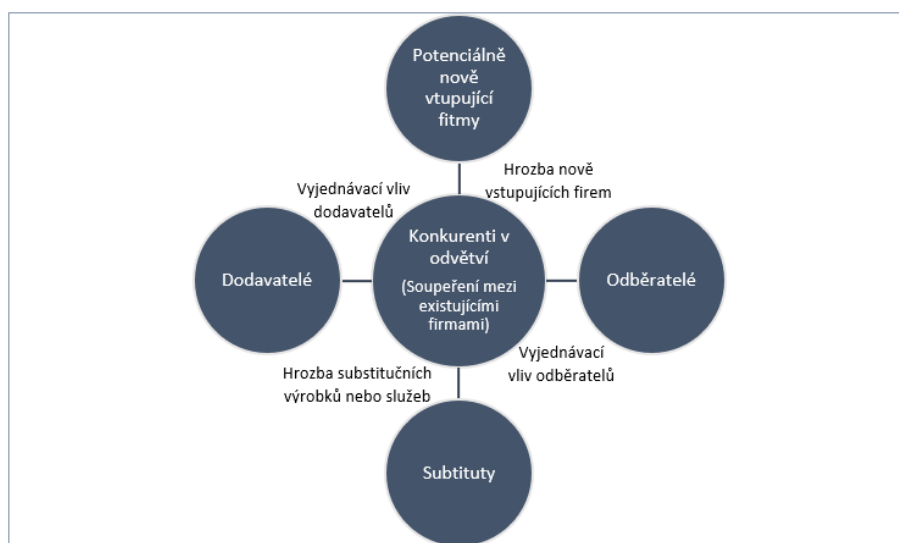 Potenciálně
nově
vtupující
fitmy
Hrozba nově
vstupujících firem
Vyjednávací vliv
dodavatelů
Dodavatelé
Konkurenti v
odvětví
(Soupeření mezi
existujícími
firmami)
Odběratelé
Vyjednávací
vliv odběratelů
Hrozba substitučních
výrobků nebo služeb
Subtituty